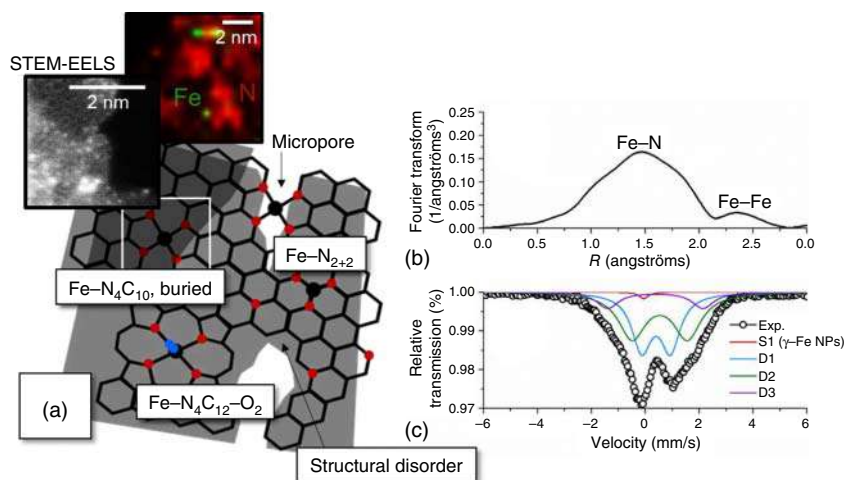 STEM-EELS
2 nm
2 nm
Fe
N
Micropore
Fe–N2+2
Fe–N4C10, buried
Fe–N4C12–O2
Structural disorder
(a)
Fourier transform
(1/angströms3)
0.25
0.20
0.15
0.10
0.05
0.00
Fe–N
Fe–Fe
0.0 0.5 1.0 1.5 2.0 2.5 0.0
R (angströms)
(b)
Relative
transmission (%)
1.00
0.99
0.98
0.97
Exp.
S1 (γ–Fe NPs)
D1
D2
D3
−6 −4 −2 0 2 4 6
Velocity (mm/s)
(c)